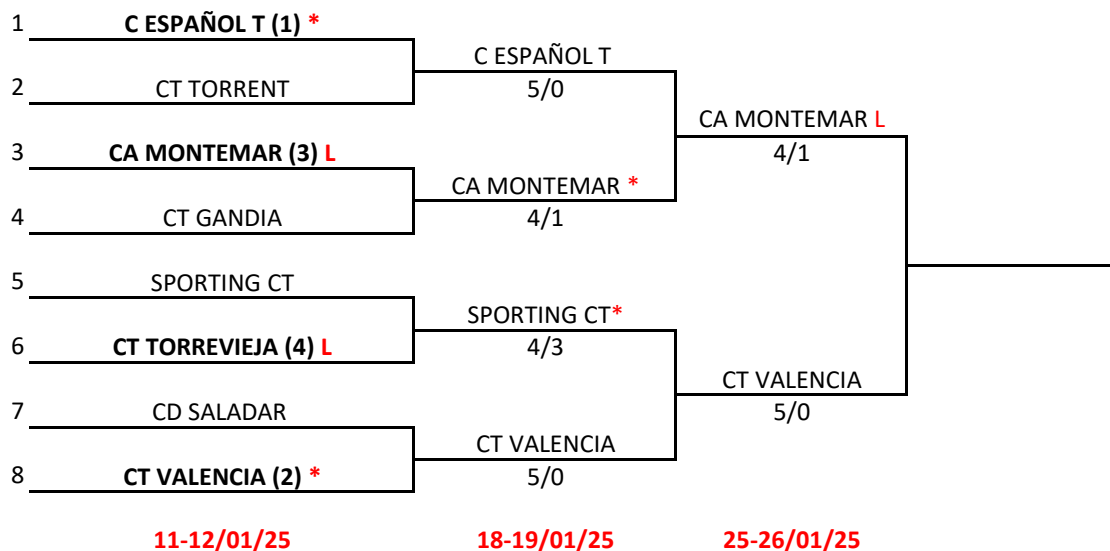 1 C ESPAÑOL T (1) *
C ESPAÑOL T
2 CT TORRENT
5/0
CA MONTEMAR L
3 CA MONTEMAR (3) L
4/1
CA MONTEMAR *
4 CT GANDIA
4/1
5 SPORTING CT
SPORTING CT*
6 CT TORREVIEJA (4) L
4/3
CT VALENCIA
7 CD SALADAR
5/0
CT VALENCIA
8 CT VALENCIA (2) *
5/0
11-12/01/25 18-19/01/25 25-26/01/25